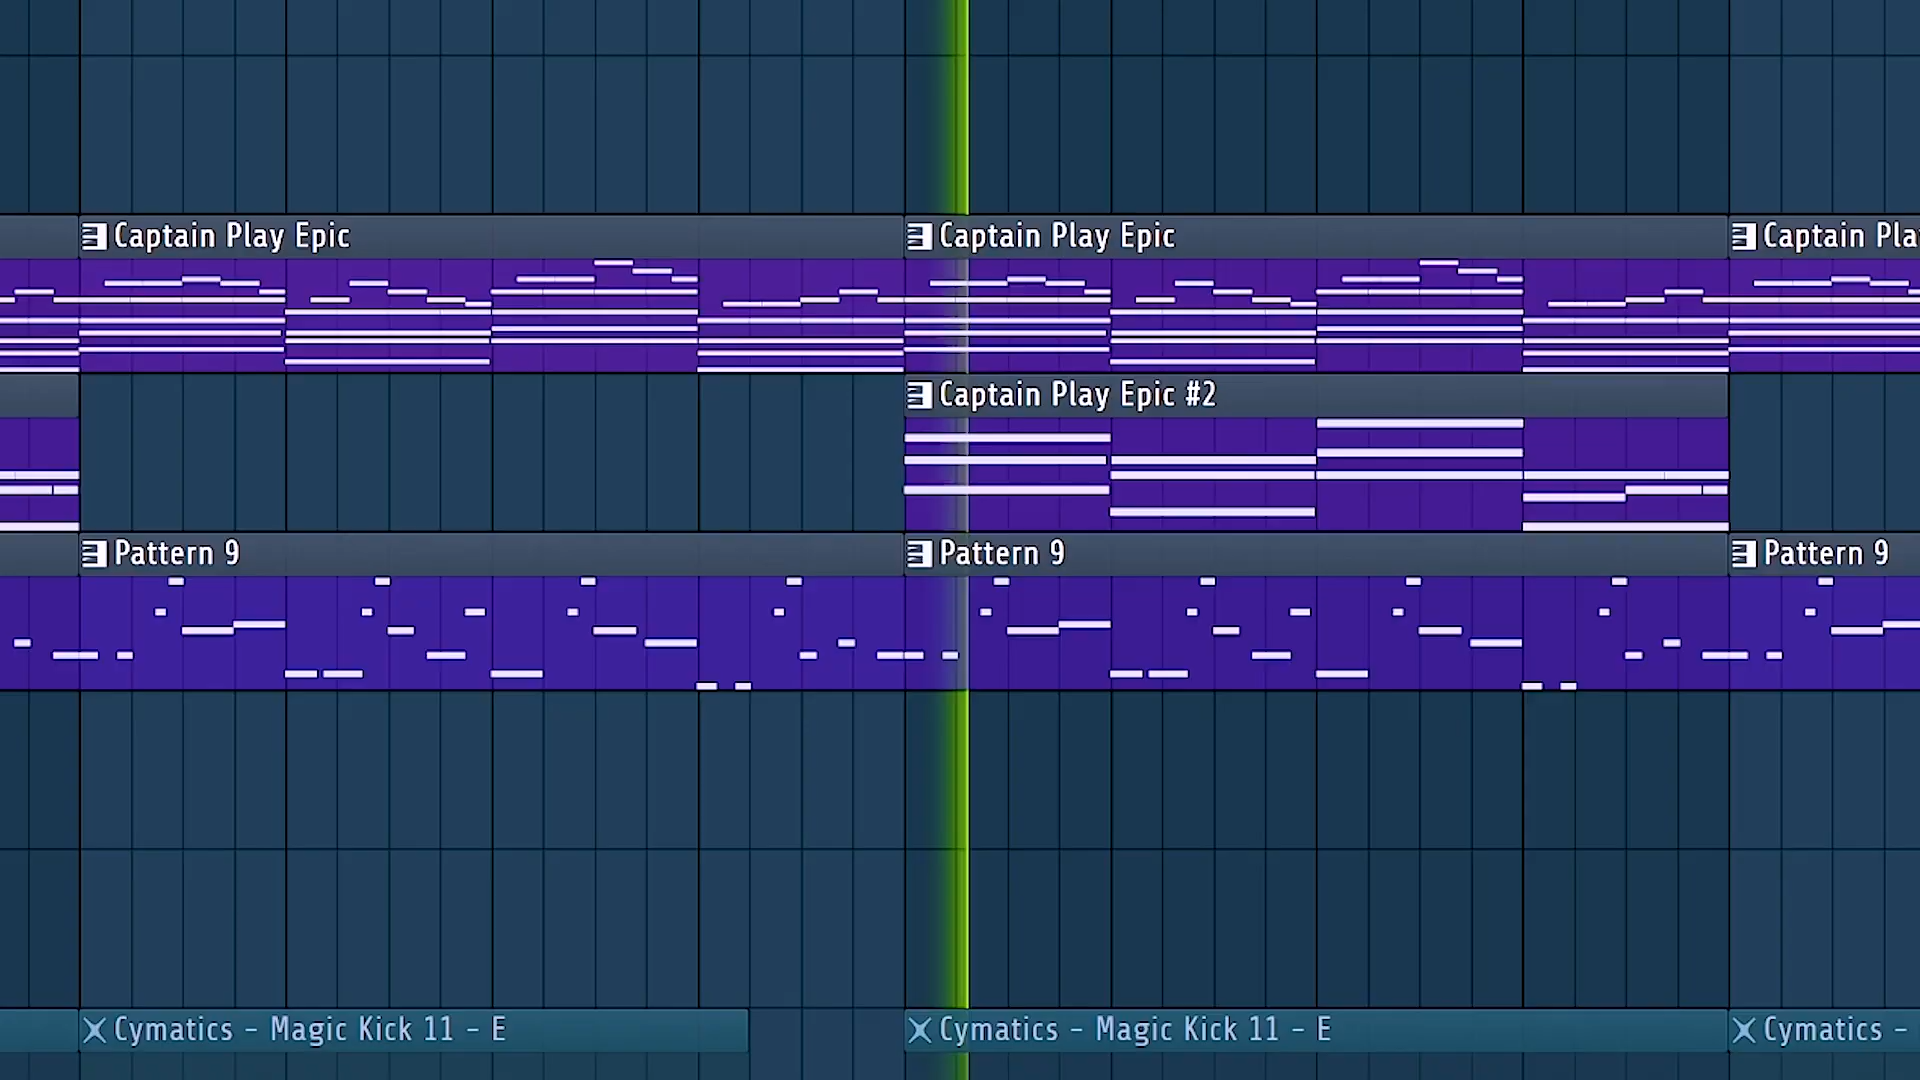 Captain Play Epic
Captain Play Epic
Captain Pla
Captain Play Epic #2
Pattern 9
Pattern 9
Pattern 9
Cymatics - Magic Kick 11 - E
Cymatics - Magic Kick 11 - E
Cymatics -